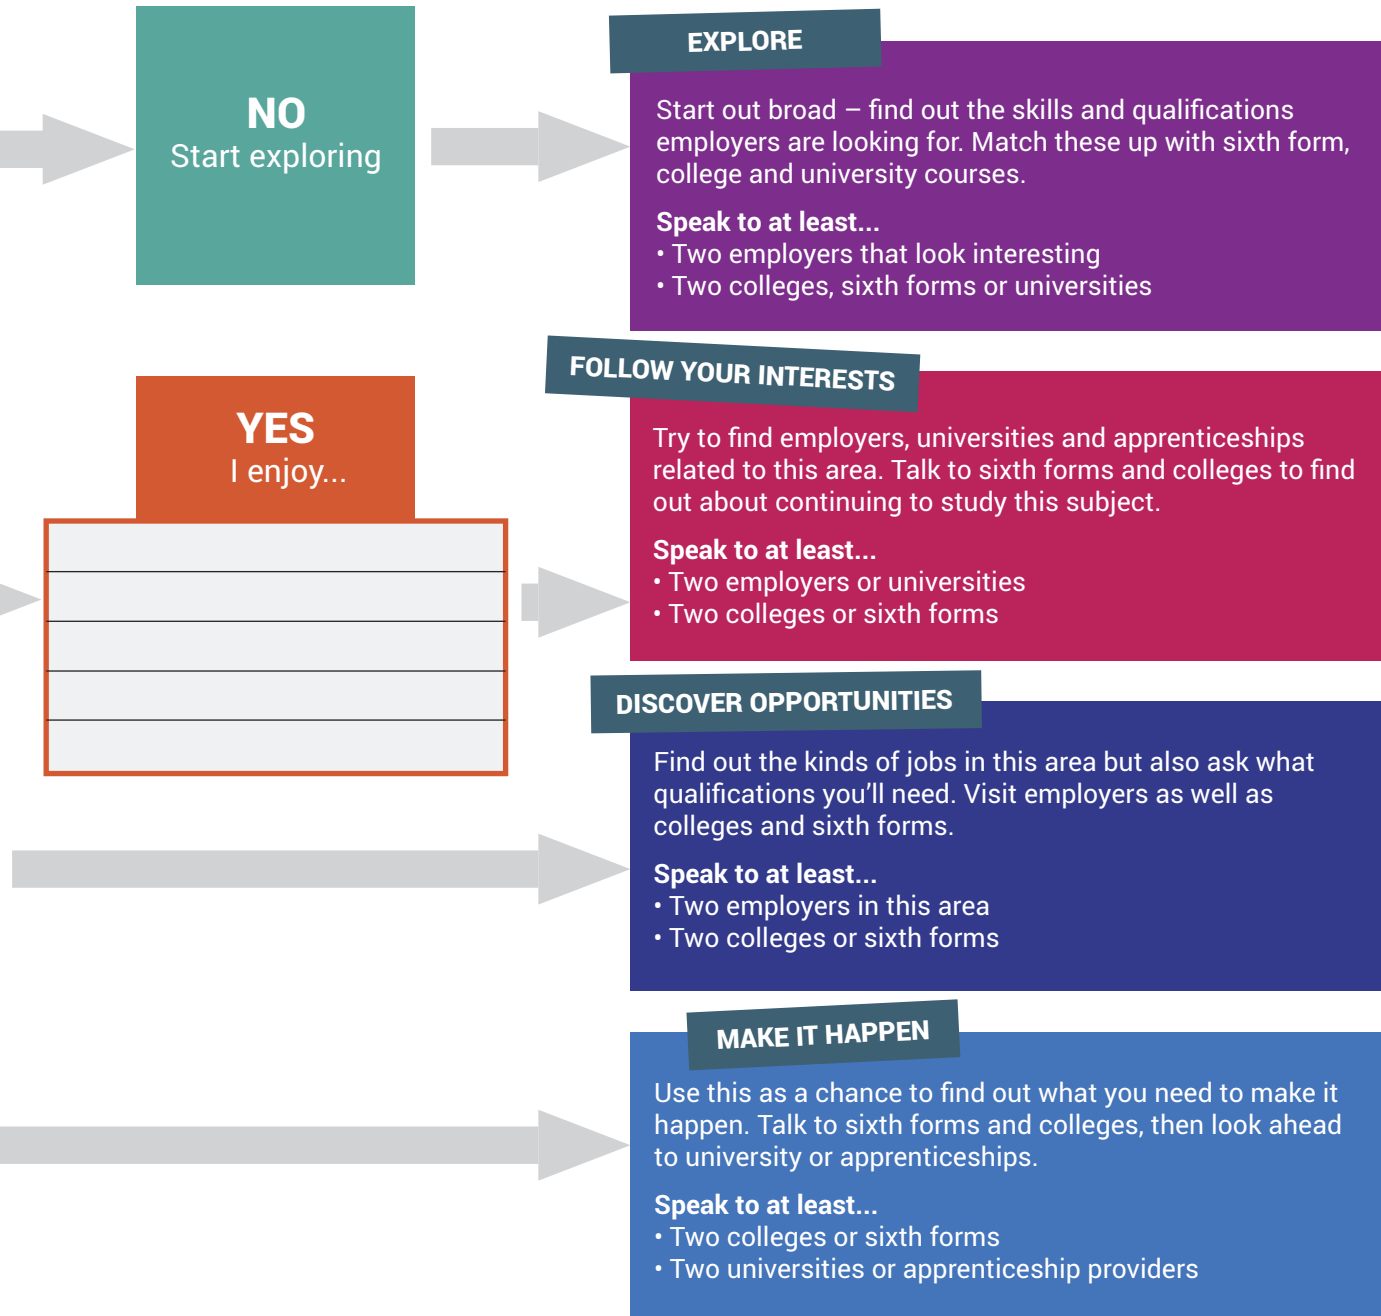 NO
Start exploring
EXPLORE
Start out broad – find out the skills and qualifications
employers are looking for. Match these up with sixth form,
college and university courses.
Speak to at least...
• Two employers that look interesting
• Two colleges, sixth forms or universities
YES
I enjoy...
FOLLOW YOUR INTERESTS
Try to find employers, universities and apprenticeships
related to this area. Talk to sixth forms and colleges to find
out about continuing to study this subject.
Speak to at least...
• Two employers or universities
• Two colleges or sixth forms
DISCOVER OPPORTUNITIES
Find out the kinds of jobs in this area but also ask what
qualifications you’ll need. Visit employers as well as
colleges and sixth forms.
Speak to at least...
• Two employers in this area
• Two colleges or sixth forms
MAKE IT HAPPEN
Use this as a chance to find out what you need to make it
happen. Talk to sixth forms and colleges, then look ahead
to university or apprenticeships.
Speak to at least...
• Two colleges or sixth forms
• Two universities or apprenticeship providers